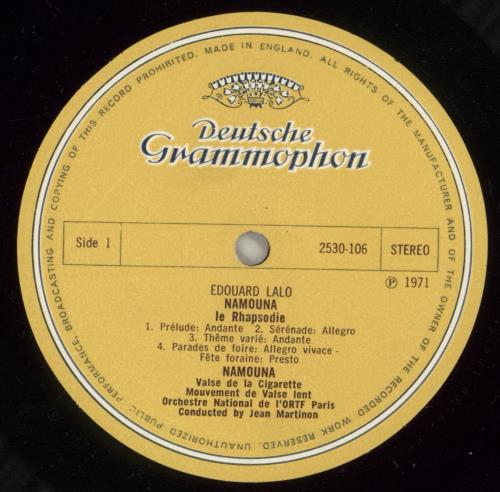 MADE IN ENGLAND. ALL RIGHTS OF THE MANUFACTURER AND OF THE OWNER OF THE RECORDED WORK RESERVED. UNAUTHORIZED PUBLIC PERFORMANCE, BROADCASTING AND COPYING OF THIS RECORD PROHIBITED.
Deutsche
Grammophon
Side 1 2530-106 STEREO
Ⓟ 1971
EDOUARD LALO
NAMOUNA
Ie Rhapsodie
1. Prélude: Andante 2. Sérénade: Allegro
3. Thême varié: Andante
4. Parades de foire: Allegro vivace -
Fête foraine: Presto
NAMOUNA
Valse de la Cigarette
Mouvement de Valse lent
Orchestre National de l'ORTF Paris
Conducted by Jean Martinon